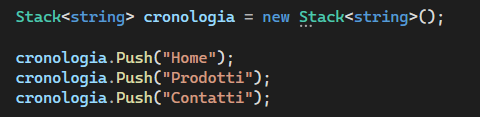 Stack<string> cronologia = new Stack<string>();
cronologia.Push("Home");
cronologia.Push("Prodotti");
cronologia.Push("Contatti");